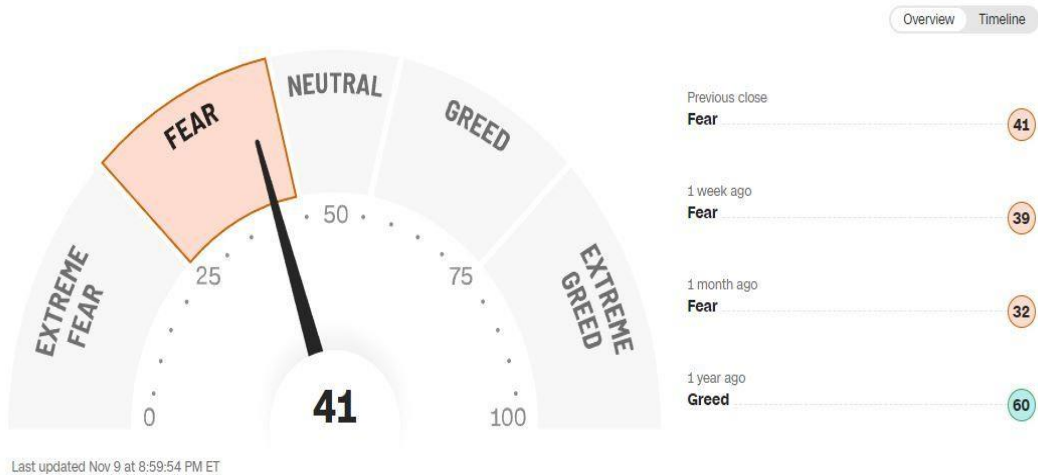 Overview
Timeline
EXTREME
FEAR
FEAR
NEUTRAL
GREED
EXTREME
GREED
0
25
50
75
100
41
Previous close
Fear
41
1 week ago
Fear
39
1 month ago
Fear
32
1 year ago
Greed
60
Last updated Nov 9 at 8:59:54 PM ET